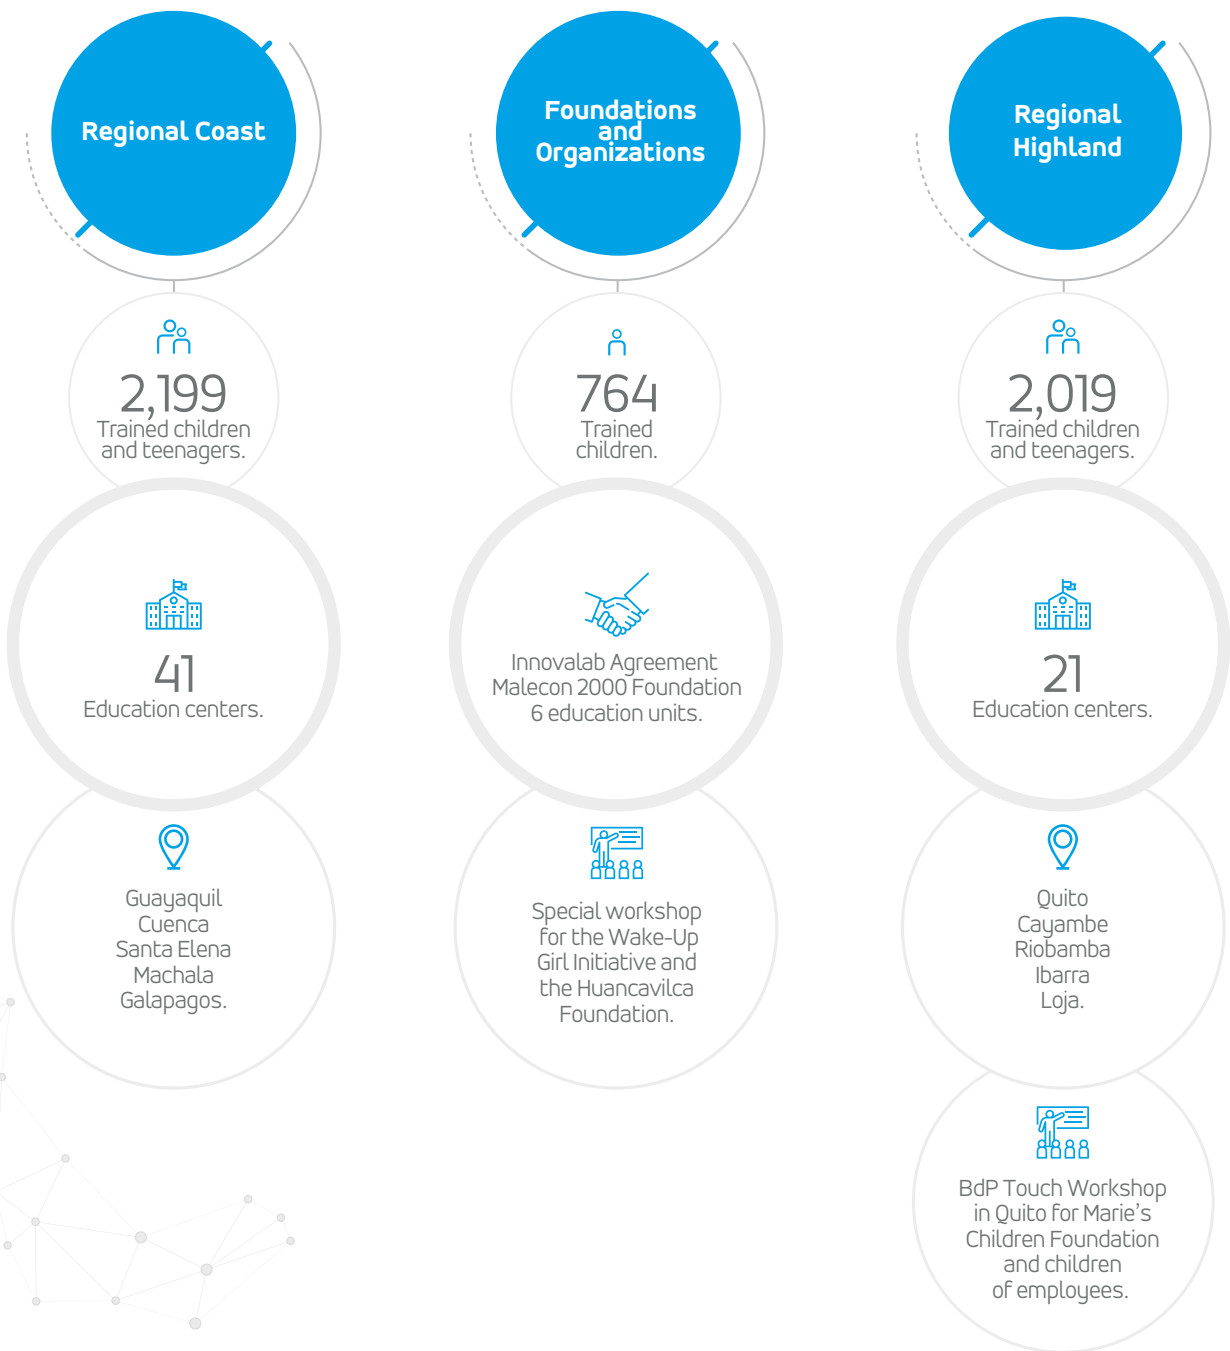 Regional Coast
2,199
Trained children
and teenagers.
41
Education centers.
Guayaquil
Cuenca
Santa Elena
Machala
Galapagos.
Foundations
and
Organizations
764
Trained
children.
Innovalab Agreement
Malecon 2000 Foundation
6 education units.
Special workshop
for the Wake-Up
Girl Initiative and
the Huancavilca
Foundation.
Regional
Highland
2,019
Trained children
and teenagers.
21
Education centers.
Quito
Cayambe
Riobamba
Ibarra
Loja.
BdP Touch Workshop
in Quito for Marie’s
Children Foundation
and children
of employees.